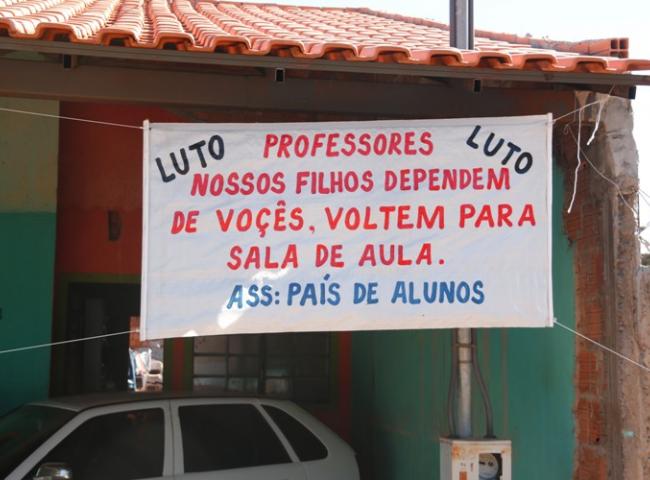 LUTO PROFESSORES LUTO
NOSSOS FILHOS DEPENDEM
DE VOÇÊS, VOLTEM PARA
SALA DE AULA.
ASS: PAÍS DE ALUNOS